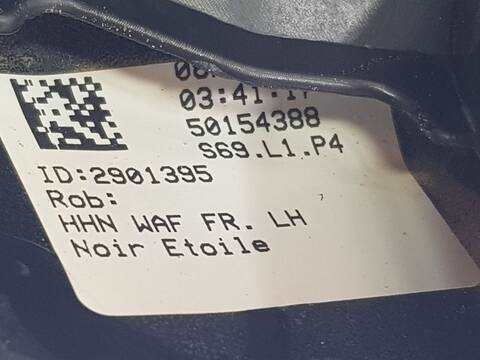 03:41:17
50154388
S69.L1.P4
ID:2901395
Rob:
HHN WAF FR. LH
Noir Etoile